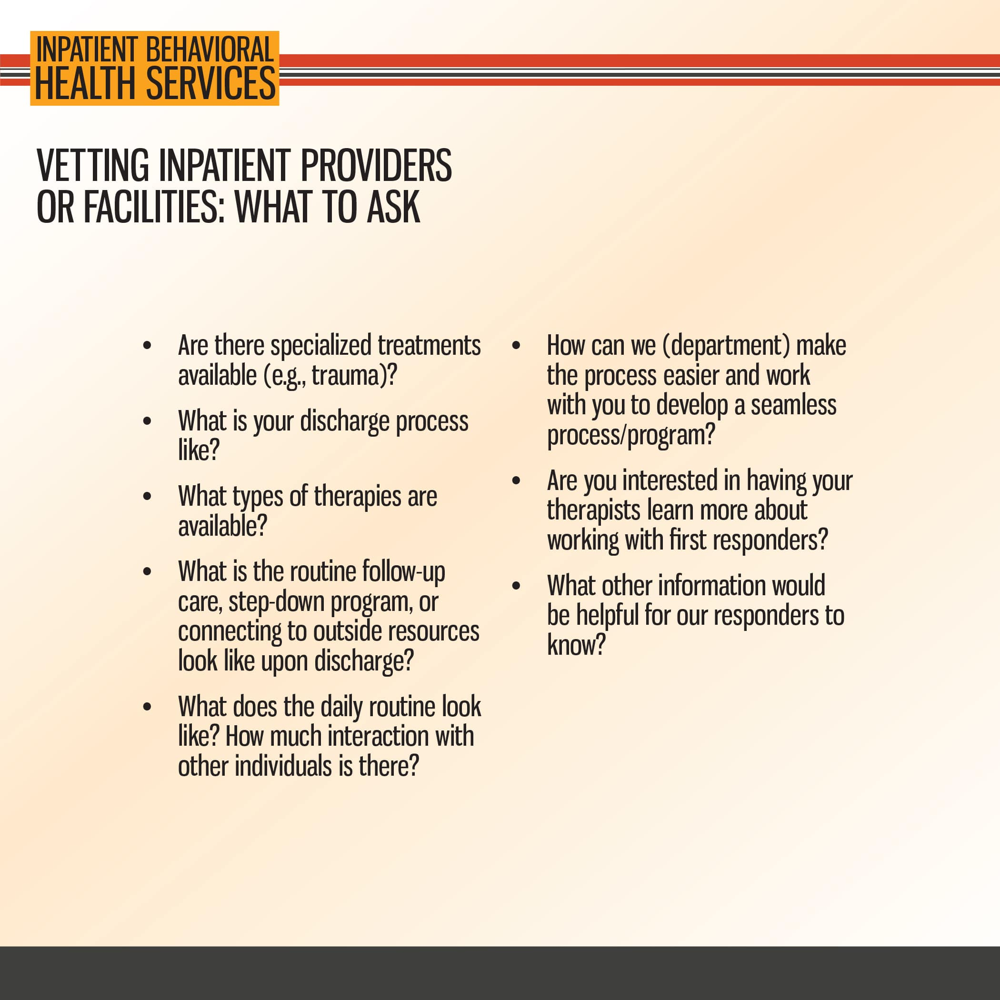 INPATIENT BEHAVIORAL
HEALTH SERVICES
VETTING INPATIENT PROVIDERS
OR FACILITIES: WHAT TO ASK
• Are there specialized treatments
available (e.g., trauma)?
• What is your discharge process
like?
• What types of therapies are
available?
• What is the routine follow-up
care, step-down program, or
connecting to outside resources
look like upon discharge?
• What does the daily routine look
like? How much interaction with
other individuals is there?
• How can we (department) make
the process easier and work
with you to develop a seamless
process/program?
• Are you interested in having your
therapists learn more about
working with first responders?
• What other information would
be helpful for our responders to
know?